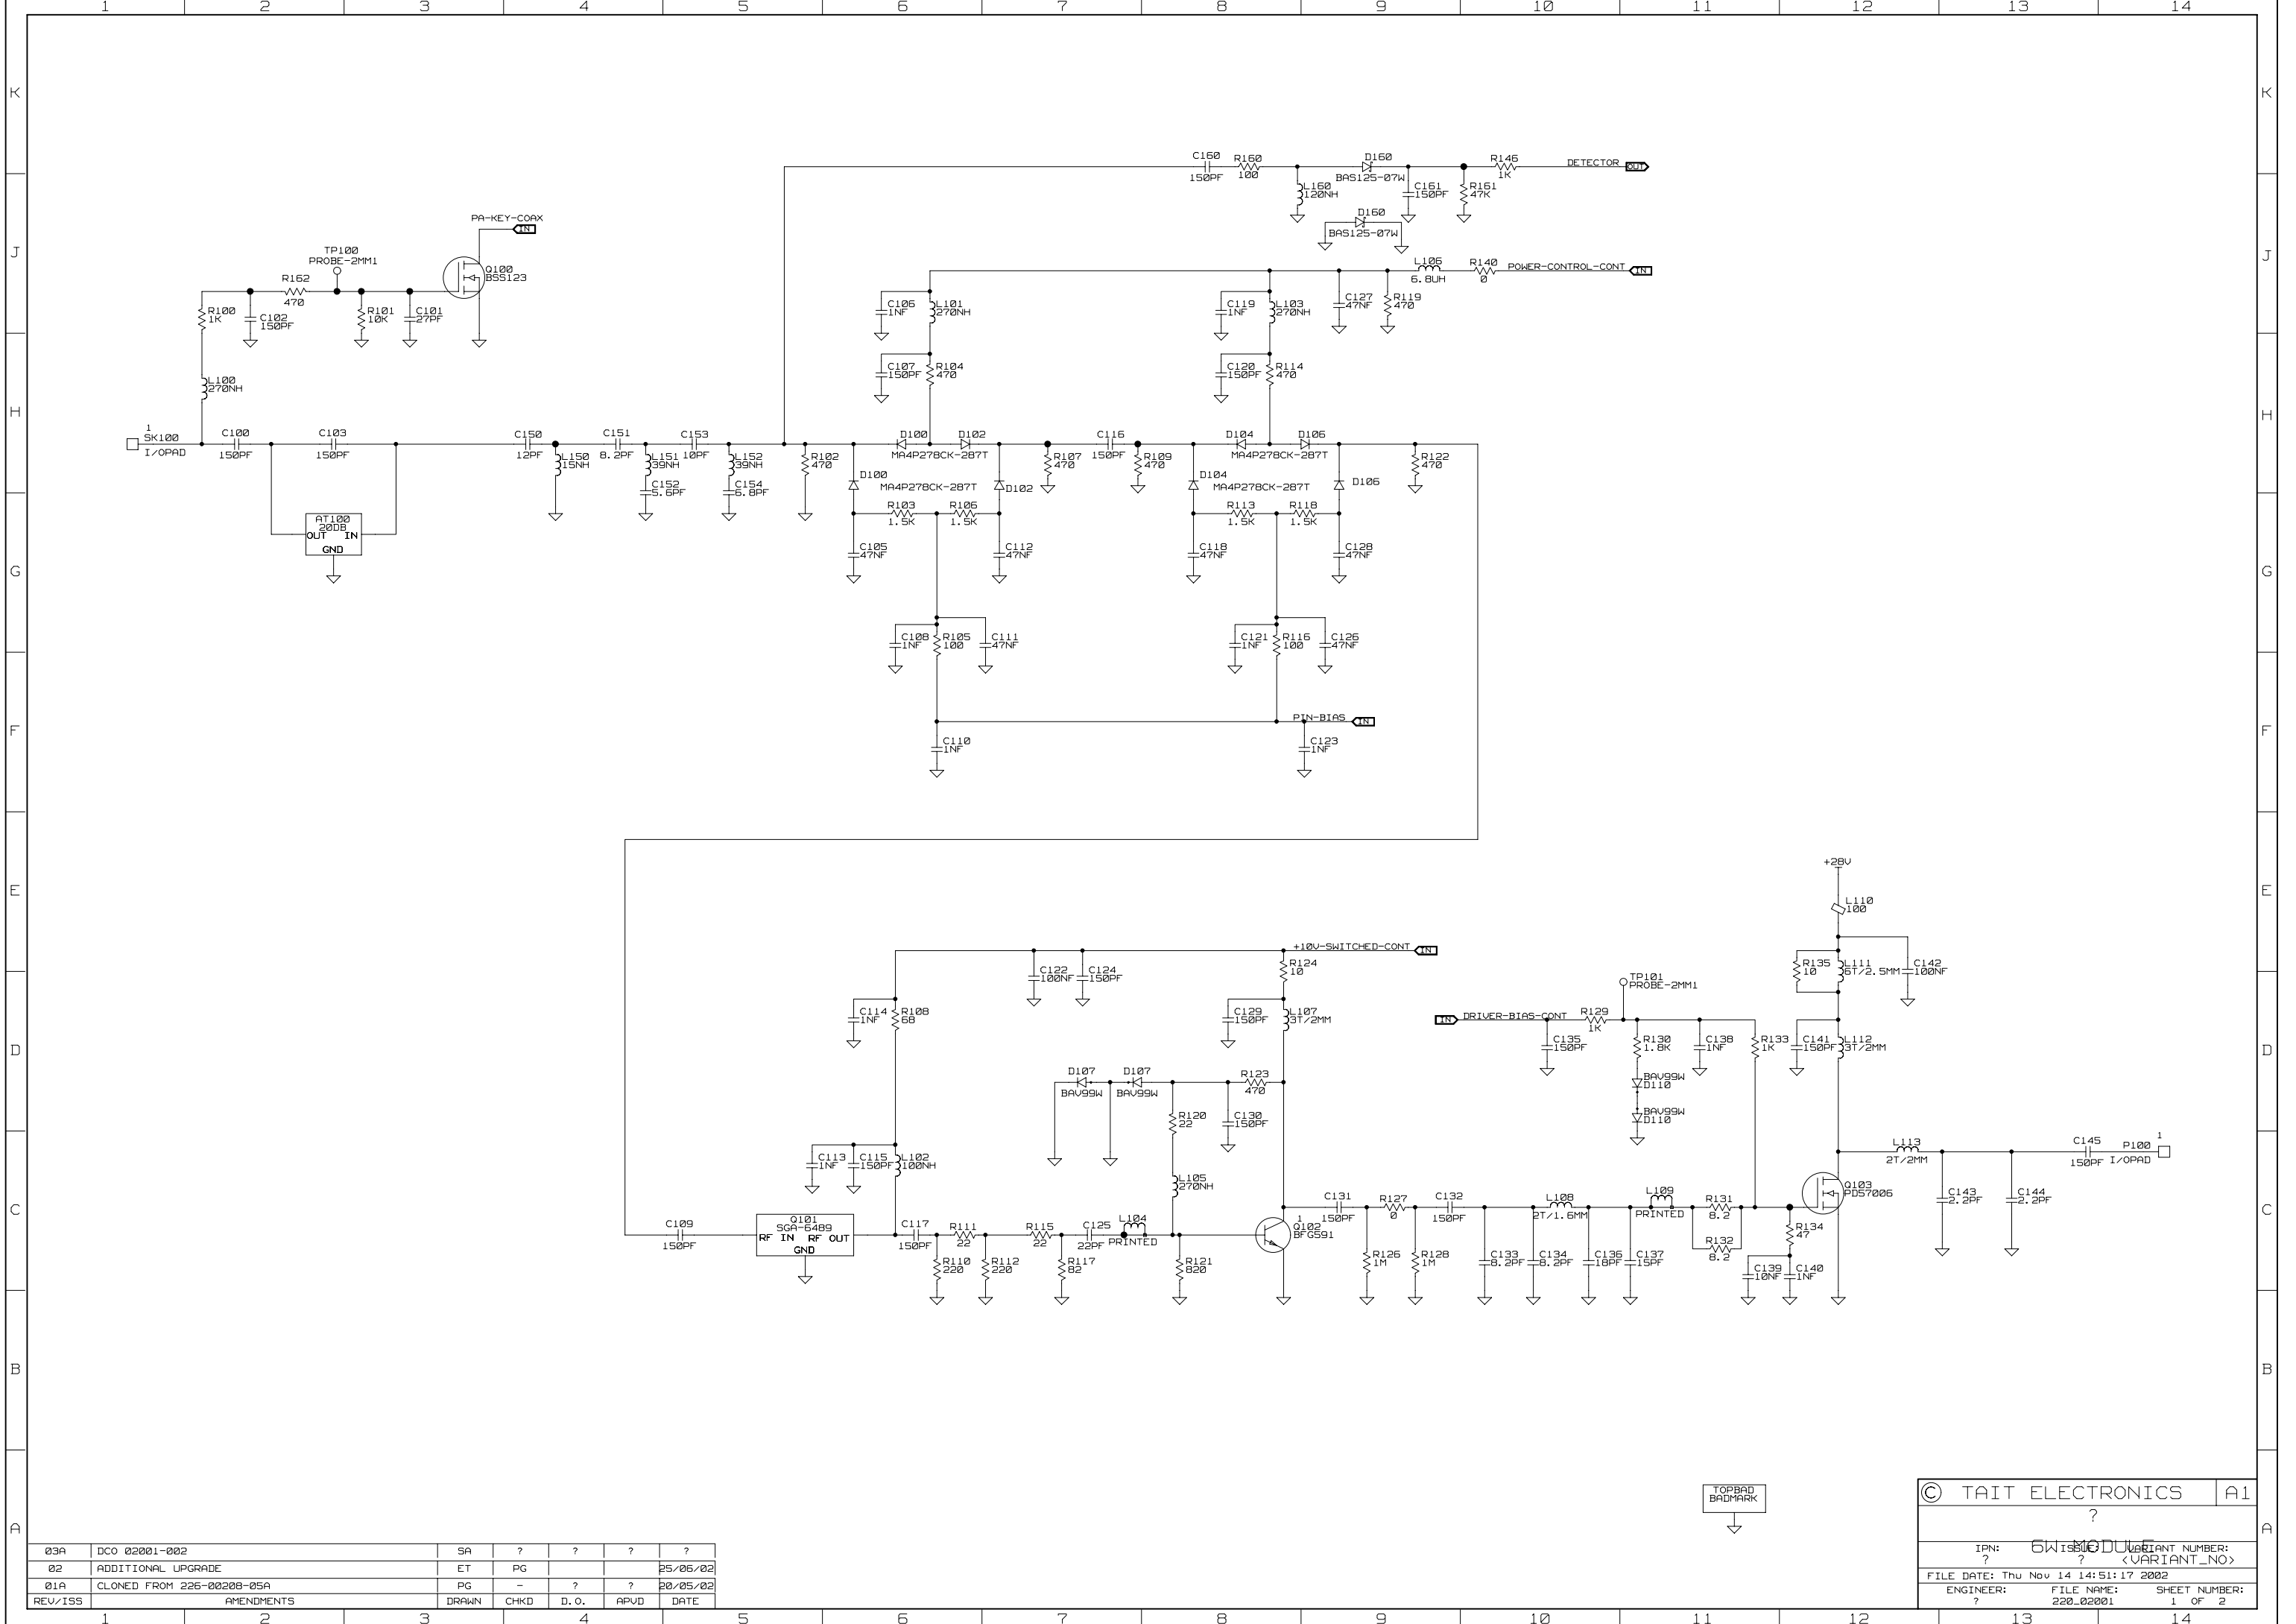 1 2 3 4 5 6 7 8 9 10 11 12 13 14
K K
C160
150PF
R160
100
D160
BAS125-07W
R146
1K
DETECTOR OUT
L160
120NH
C161
150PF
R161
47K
D160
BAS125-07W
PA-KEY-COAX
IN
J J
TP100
PROBE-2MM1
R162
470
Q100
BSS123
R100
1K
C102
150PF
R101
10K
C101
27PF
L106
6.8UH
R140
0
POWER-CONTROL-CONT IN
C106
1NF
L101
270NH
C119
1NF
L103
270NH
C127
47NF
R119
470
C107
150PF
R104
470
C120
150PF
R114
470
L100
270NH
H H
1
SK100
I/OPAD
C100
150PF
C103
150PF
C150
12PF
C151
8.2PF
C153
10PF
L150
15NH
L151
39NH
C152
5.6PF
L152
39NH
C154
6.8PF
R102
470
D100 D102
MA4P278CK-287T
D100
MA4P278CK-287T
D102
R107
470
C116
150PF
R109
470
D104 D106
MA4P278CK-287T
D104
MA4P278CK-287T
D106
R122
470
AT100
20DB
OUT IN
GND
R103
1.5K
R106
1.5K
R113
1.5K
R118
1.5K
C105
47NF
C112
47NF
C118
47NF
C128
47NF
G G
C108
1NF
R105
100
C111
47NF
C121
1NF
R116
100
C126
47NF
F F
PIN-BIAS IN
C110
1NF
C123
1NF
E E
+28V
L110
100
+10V-SWITCHED-CONT IN
C122
100NF
C124
150PF
R124
10
R135
10
L111
6T/2.5MM
C142
100NF
TP101
PROBE-2MM1
C114
1NF
R108
68
C129
150PF
L107
3T/2MM
IN DRIVER-BIAS-CONT
R129
1K
C135
150PF
R130
1.8K
C138
1NF
R133
1K
C141
150PF
L112
3T/2MM
D D
D107
BAV99W
D107
BAV99W
R123
470
BAV99W
D110
BAV99W
D110
R120
22
C130
150PF
C113
1NF
C115
150PF
L102
100NH
L105
270NH
L113
2T/2MM
C145
150PF
1
P100
I/OPAD
C C
C109
150PF
Q101
SGA-6489
RF IN RF OUT
GND
C117
150PF
R111
22
R115
22
C125
22PF
L104
PRINTED
1
Q102
BFG591
C131
150PF
R127
0
C132
150PF
L108
2T/1.6MM
L109
PRINTED
R131
8.2
R132
8.2
Q103
PD57006
R134
47
C143
2.2PF
C144
2.2PF
R110
220
R112
220
R117
82
R121
820
R126
1M
R128
1M
C133
8.2PF
C134
8.2PF
C136
18PF
C137
15PF
C139
10NF
C140
1NF
B B
TOPBAD
BADMARK
A A
© TAIT ELECTRONICS A1
?
6W MODULE
IPN: ISSUE: VARIANT NUMBER:
? ? <VARIANT_NO>
FILE DATE: Thu Nov 14 14:51:17 2002
ENGINEER: FILE NAME: SHEET NUMBER:
? 220_02001 1 OF 2
03A DCO 02001-002 SA ? ? ? ?
02 ADDITIONAL UPGRADE ET PG 25/06/02
01A CLONED FROM 226-00208-05A PG - ? ? 20/05/02
REV/ISS AMENDMENTS DRAWN CHKD D.O. APVD DATE
1 2 3 4 5 6 7 8 9 10 11 12 13 14